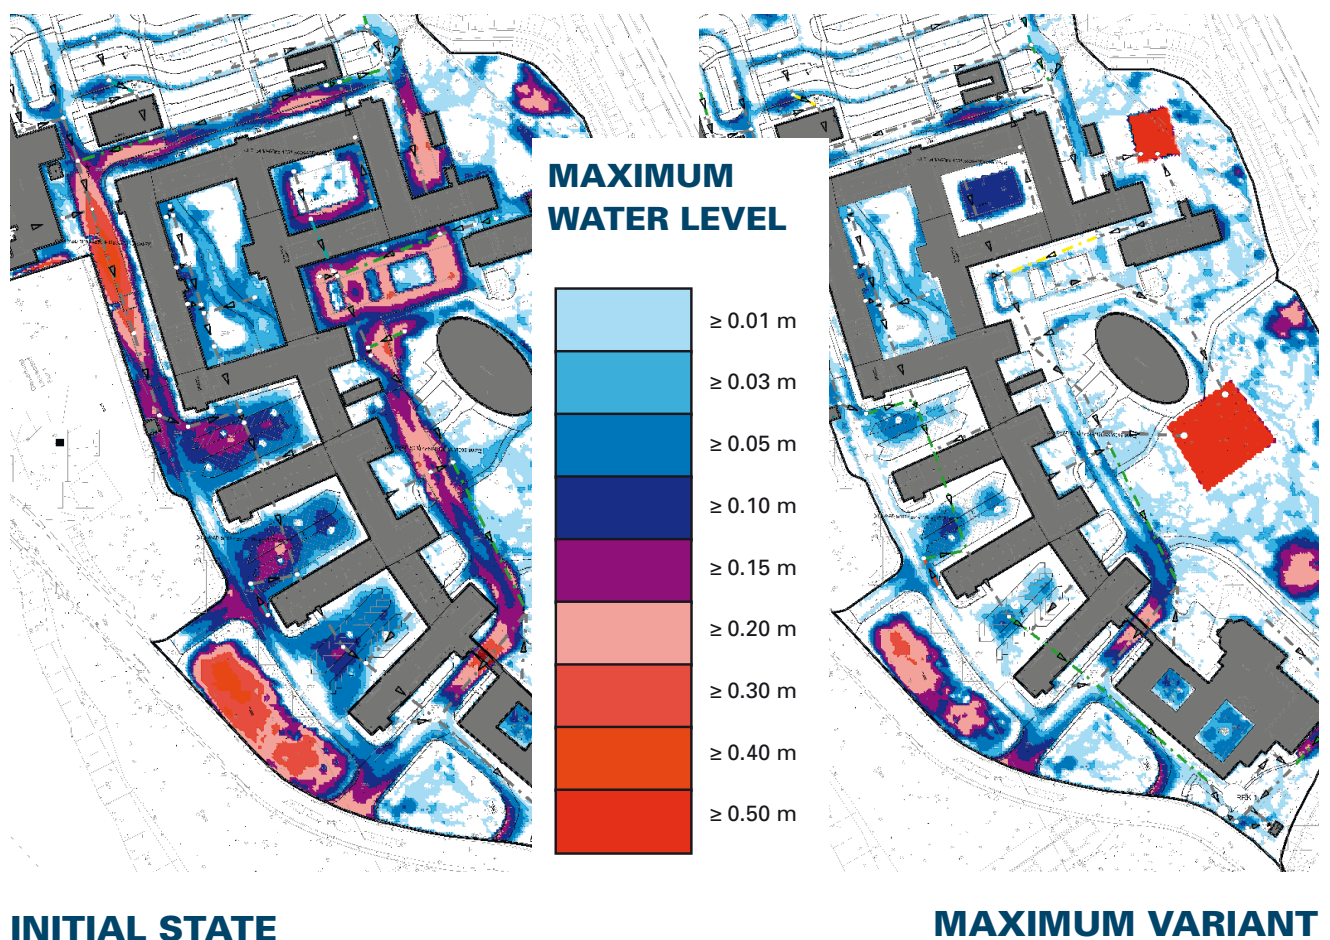 MAXIMUM
WATER LEVEL
≥ 0.01 m
≥ 0.03 m
≥ 0.05 m
≥ 0.10 m
≥ 0.15 m
≥ 0.20 m
≥ 0.30 m
≥ 0.40 m
≥ 0.50 m
INITIAL STATE
MAXIMUM VARIANT